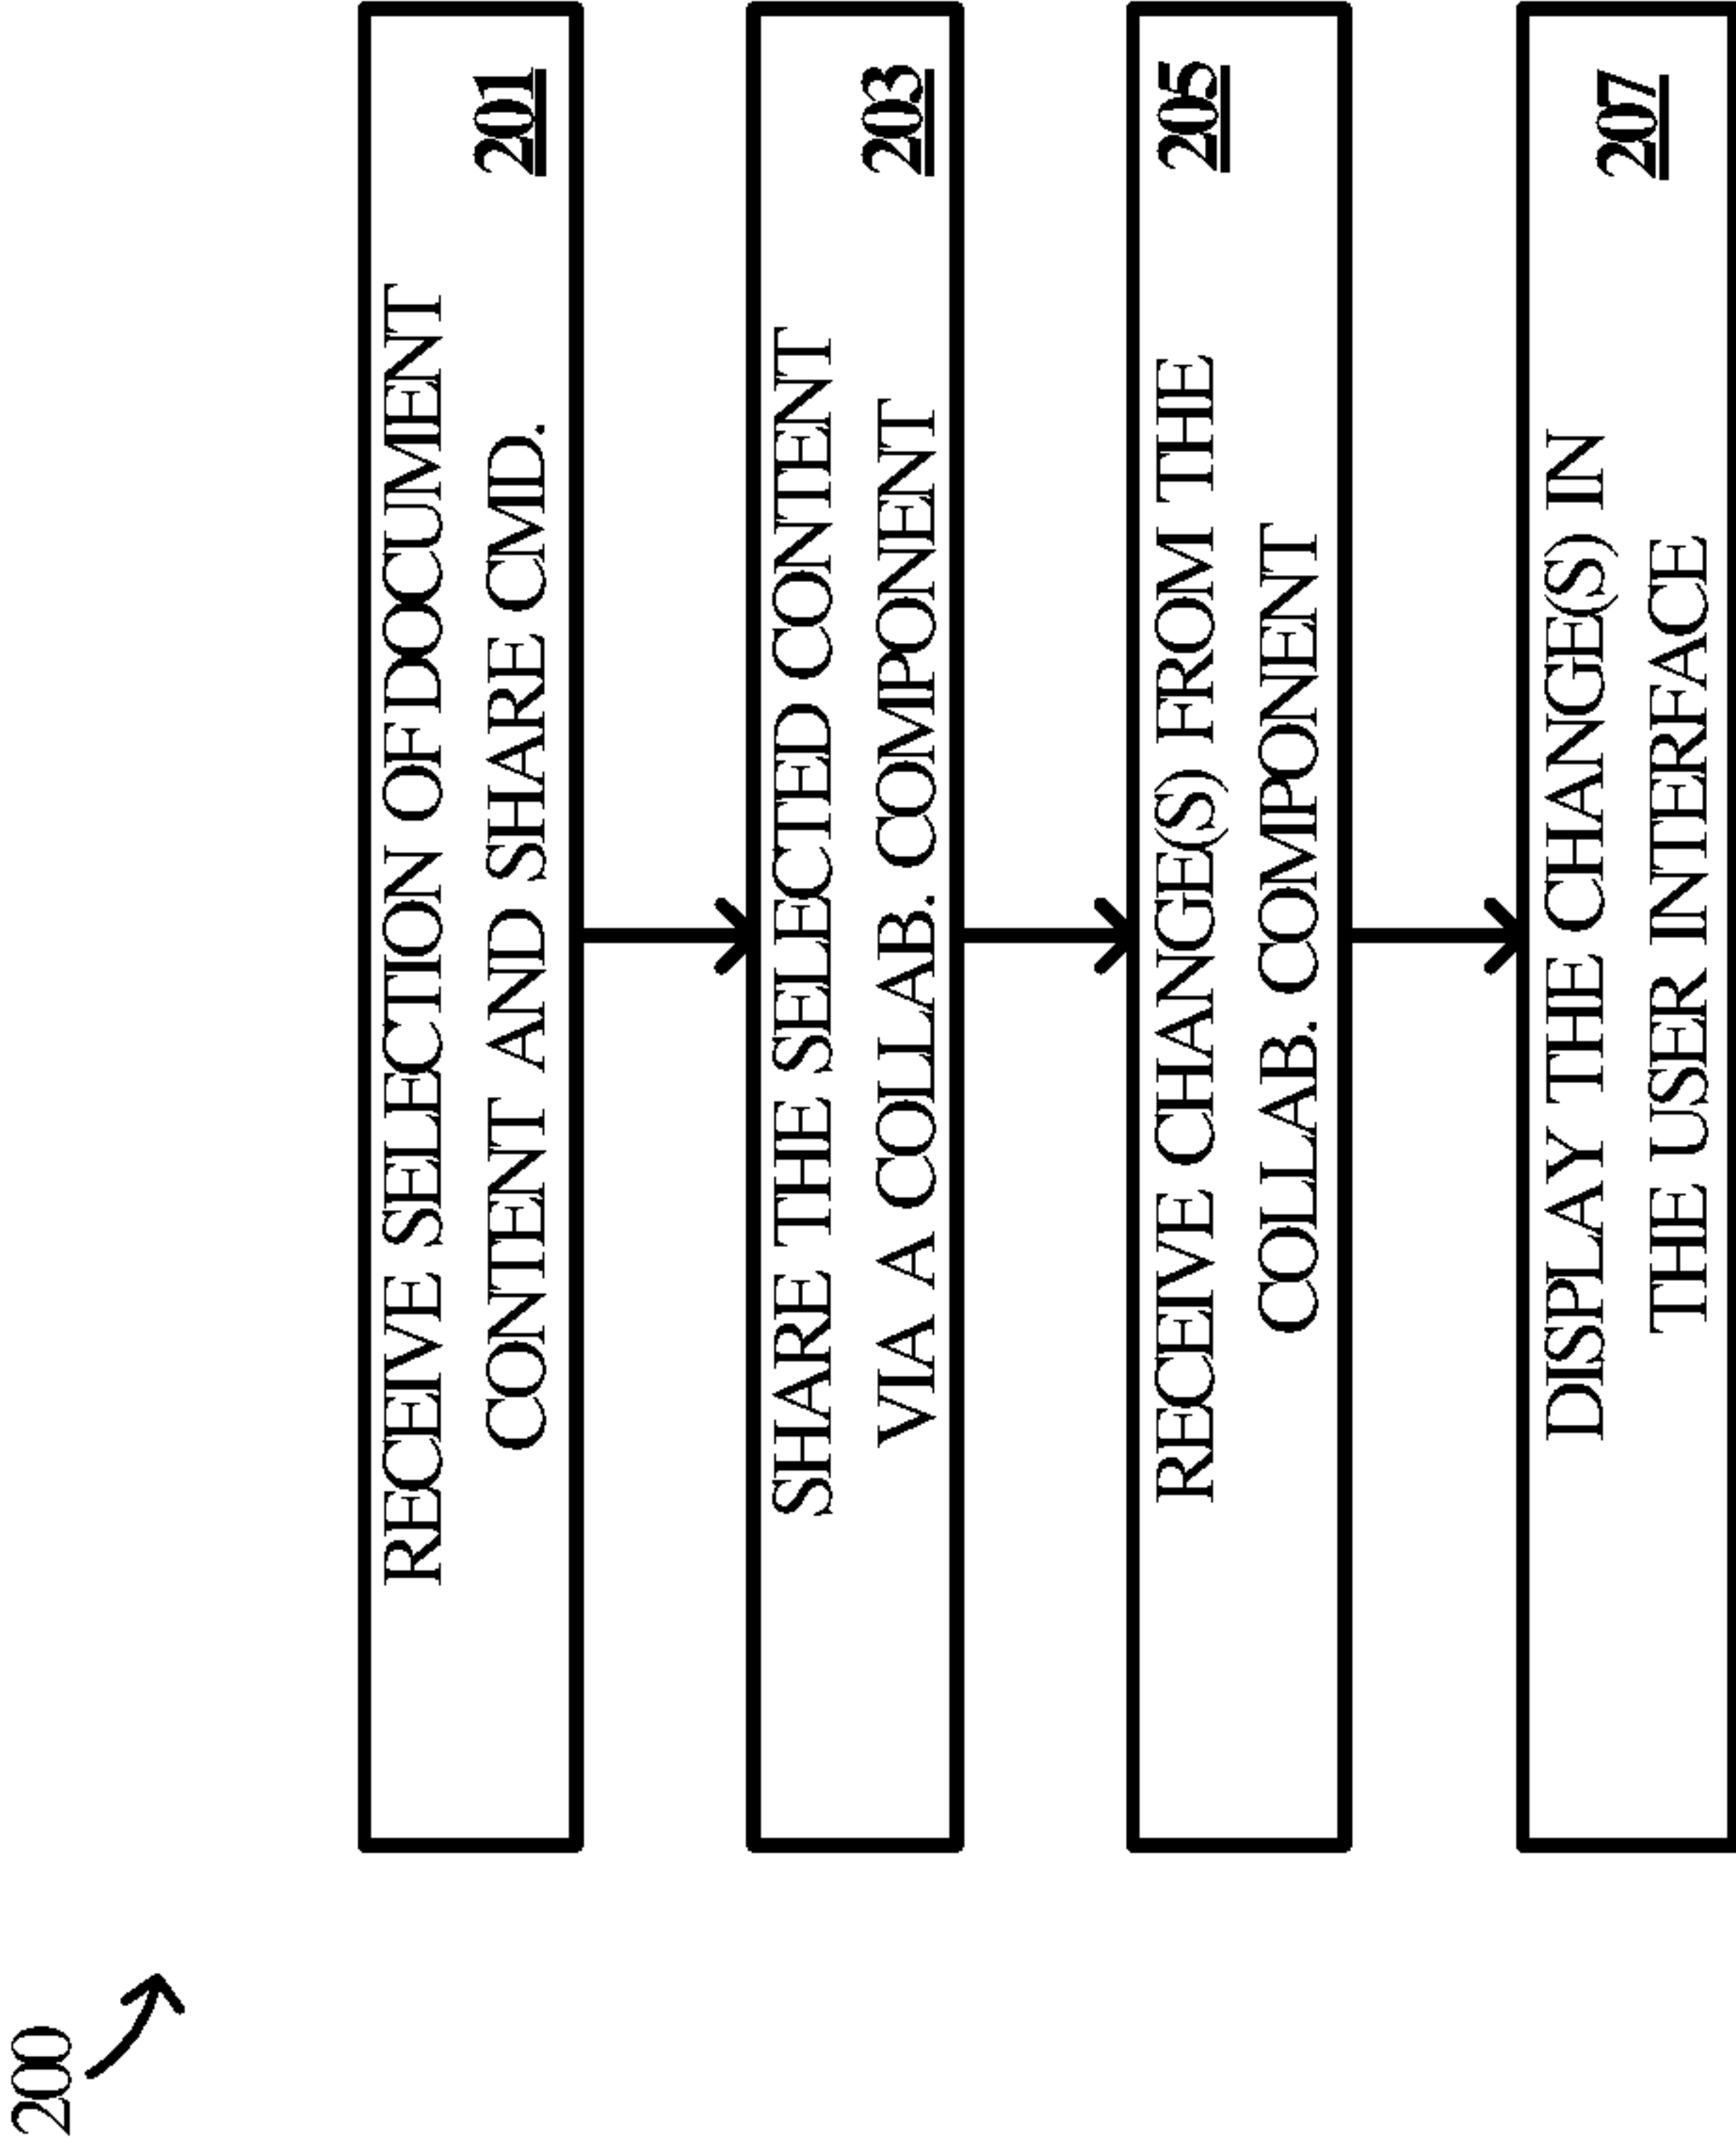 200
RECEIVE SELECTION OF DOCUMENT
CONTENT AND SHARE CMD.
201
SHARE THE SELECTED CONTENT
VIA A COLLAB. COMPONENT
203
RECEIVE CHANGE(S) FROM THE
COLLAB. COMPONENT
205
DISPLAY THE CHANGE(S) IN
THE USER INTERFACE
207